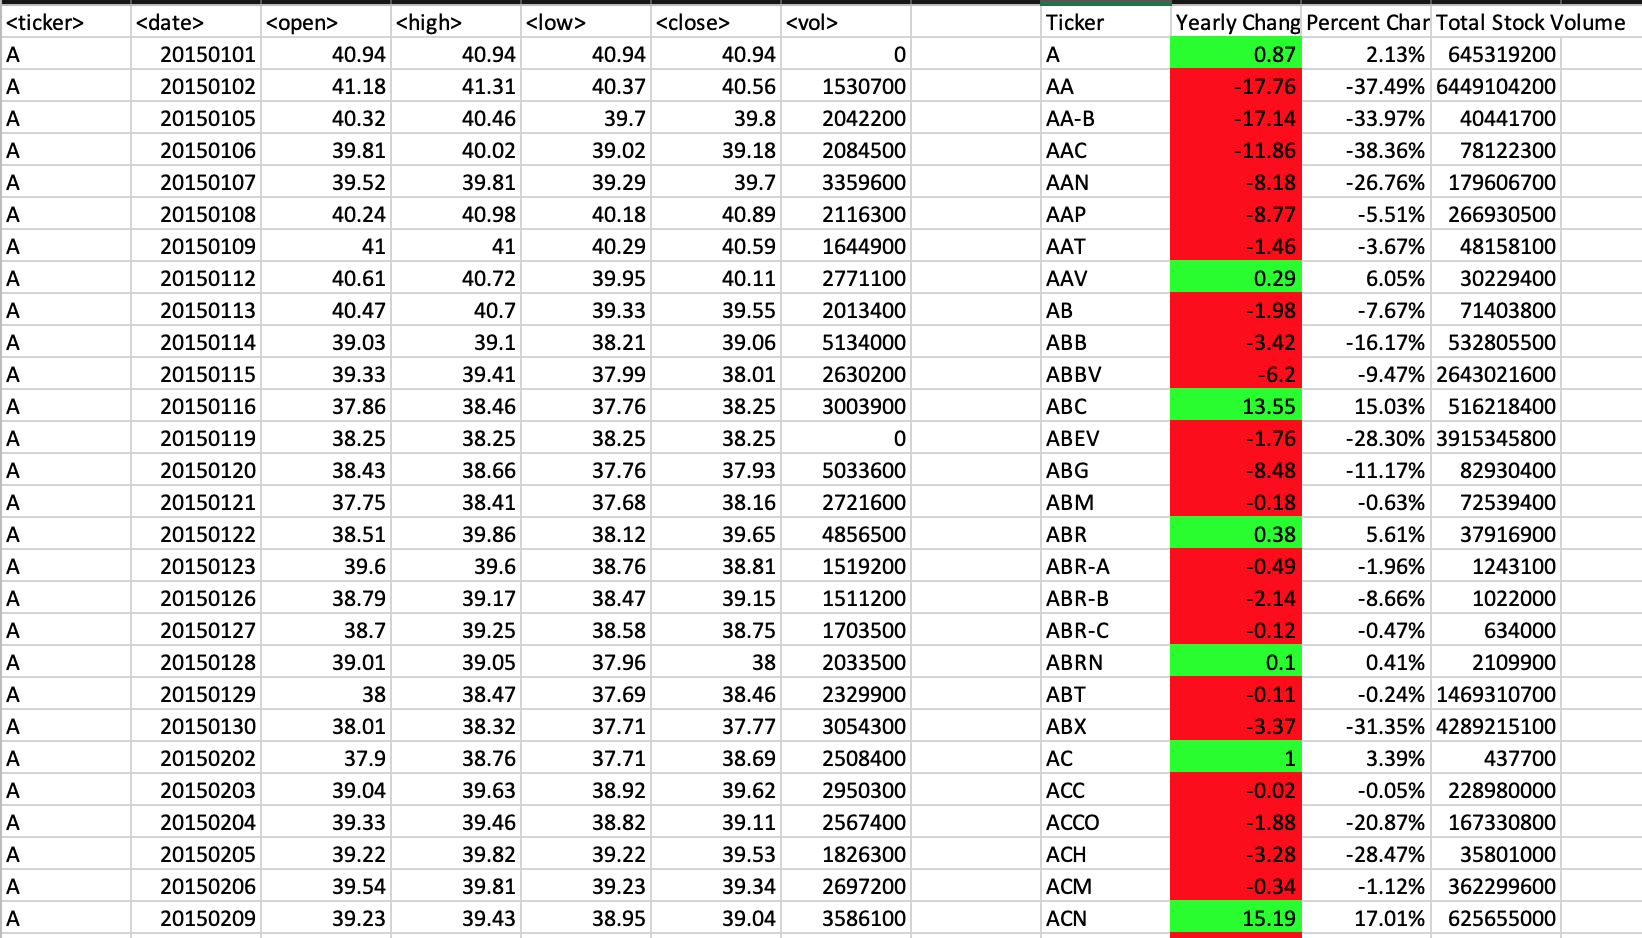 <ticker> <date> <open> <high> <low> <close> <vol> Ticker Yearly Chang Percent Char Total Stock Volume
A 20150101 40.94 40.94 40.94 40.94 0 A 0.87 2.13% 645319200
A 20150102 41.18 41.31 40.37 40.56 1530700 AA -17.76 -37.49% 6449104200
A 20150105 40.32 40.46 39.7 39.8 2042200 AA-B -17.14 -33.97% 40441700
A 20150106 39.81 40.02 39.02 39.18 2084500 AAC -11.86 -38.36% 78122300
A 20150107 39.52 39.81 39.29 39.7 3359600 AAN -8.18 -26.76% 179606700
A 20150108 40.24 40.98 40.18 40.89 2116300 AAP -8.77 -5.51% 266930500
A 20150109 41 41 40.29 40.59 1644900 AAT -1.46 -3.67% 48158100
A 20150112 40.61 40.72 39.95 40.11 2771100 AAV 0.29 6.05% 30229400
A 20150113 40.47 40.7 39.33 39.55 2013400 AB -1.98 -7.67% 71403800
A 20150114 39.03 39.1 38.21 39.06 5134000 ABB -3.42 -16.17% 532805500
A 20150115 39.33 39.41 37.99 38.01 2630200 ABBV -6.2 -9.47% 2643021600
A 20150116 37.86 38.46 37.76 38.25 3003900 ABC 13.55 15.03% 516218400
A 20150119 38.25 38.25 38.25 38.25 0 ABEV -1.76 -28.30% 3915345800
A 20150120 38.43 38.66 37.76 37.93 5033600 ABG -8.48 -11.17% 82930400
A 20150121 37.75 38.41 37.68 38.16 2721600 ABM -0.18 -0.63% 72539400
A 20150122 38.51 39.86 38.12 39.65 4856500 ABR 0.38 5.61% 37916900
A 20150123 39.6 39.6 38.76 38.81 1519200 ABR-A -0.49 -1.96% 1243100
A 20150126 38.79 39.17 38.47 39.15 1511200 ABR-B -2.14 -8.66% 1022000
A 20150127 38.7 39.25 38.58 38.75 1703500 ABR-C -0.12 -0.47% 634000
A 20150128 39.01 39.05 37.96 38 2033500 ABRN 0.1 0.41% 2109900
A 20150129 38 38.47 37.69 38.46 2329900 ABT -0.11 -0.24% 1469310700
A 20150130 38.01 38.32 37.71 37.77 3054300 ABX -3.37 -31.35% 4289215100
A 20150202 37.9 38.76 37.71 38.69 2508400 AC 1 3.39% 437700
A 20150203 39.04 39.63 38.92 39.62 2950300 ACC -0.02 -0.05% 228980000
A 20150204 39.33 39.46 38.82 39.11 2567400 ACCO -1.88 -20.87% 167330800
A 20150205 39.22 39.82 39.22 39.53 1826300 ACH -3.28 -28.47% 35801000
A 20150206 39.54 39.81 39.23 39.34 2697200 ACM -0.34 -1.12% 362299600
A 20150209 39.23 39.43 38.95 39.04 3586100 ACN 15.19 17.01% 625655000